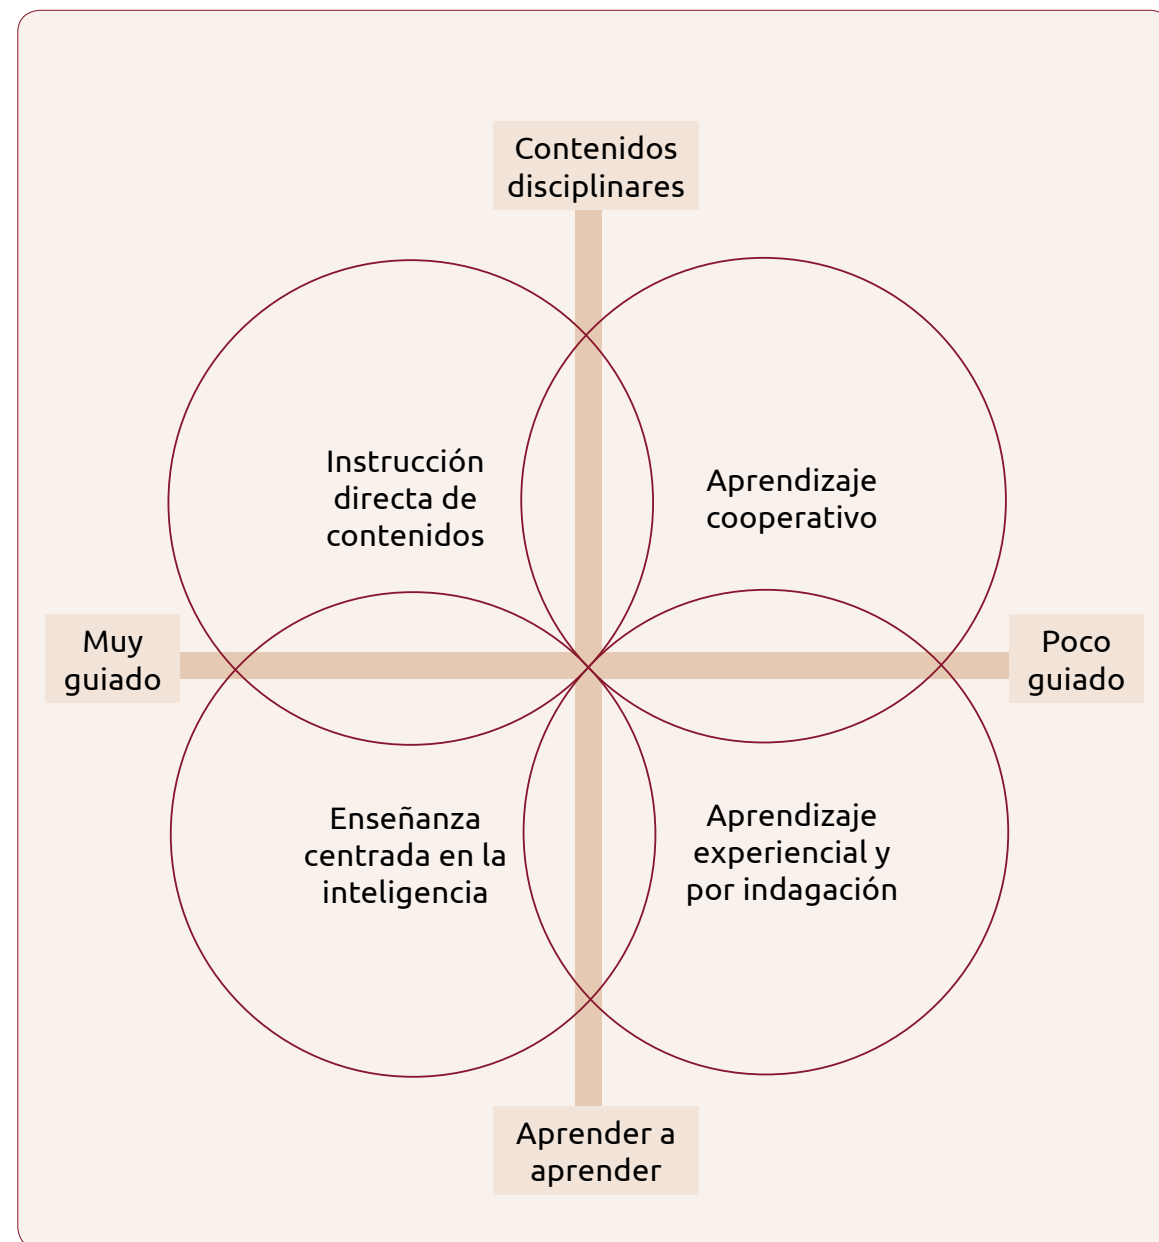 Contenidos
disciplinares
Instrucción
directa de
contenidos
Aprendizaje
cooperativo
Muy
guiado
Poco
guiado
Enseñanza
centrada en la
inteligencia
Aprendizaje
experiencial y
por indagación
Aprender a
aprender